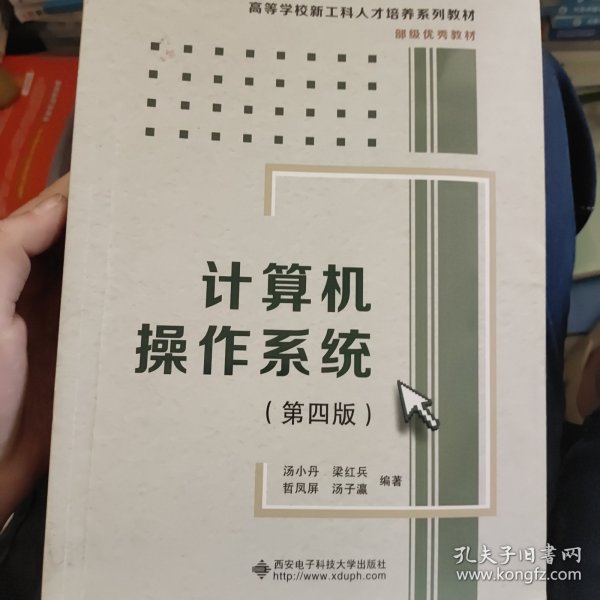 高等学校新工科人才培养系列教材
部级优秀教材
计算机
操作系统
(第四版)
汤小丹 梁红兵
哲凤屏 汤子瀛 编著
西安电子科技大学出版社
http://www.xduph.com
孔夫子旧书网
www.kongfz.com